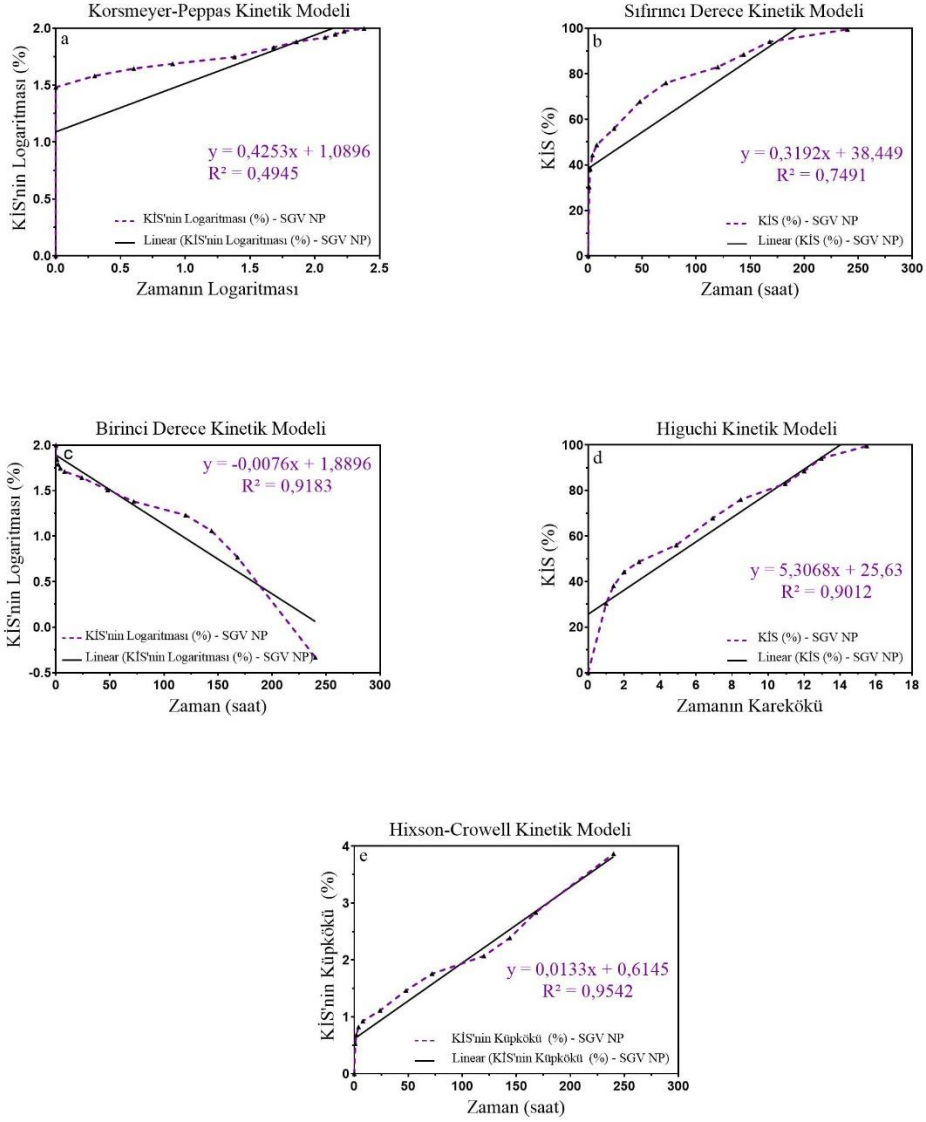 Korsmeyer-Peppas Kinetik Modeli
a
KİS'nin Logaritması (%)
2.0
1.5
1.0
0.5
0.0
y = 0,4253x + 1,0896
R² = 0,4945
KİS'nin Logaritması (%) - SGV NP
Linear (KİS'nin Logaritması (%) - SGV NP)
0.0 0.5 1.0 1.5 2.0 2.5
Zamanın Logaritması
Sıfırıncı Derece Kinetik Modeli
b
KİS (%)
100
80
60
40
20
0
y = 0,3192x + 38,449
R² = 0,7491
KİS (%) - SGV NP
Linear (KİS (%) - SGV NP)
0 50 100 150 200 250 300
Zaman (saat)
Birinci Derece Kinetik Modeli
c
KİS'nin Logaritması (%)
2.0
1.5
1.0
0.5
0.0
-0.5
y = -0,0076x + 1,8896
R² = 0,9183
KİS'nin Logaritması (%) - SGV NP
Linear (KİS'nin Logaritması (%) - SGV NP)
0 50 100 150 200 250 300
Zaman (saat)
Higuchi Kinetik Modeli
d
KİS (%)
100
80
60
40
20
0
y = 5,3068x + 25,63
R² = 0,9012
KİS (%) - SGV NP
Linear (KİS (%) - SGV NP)
0 2 4 6 8 10 12 14 16 18
Zamanın Karekökü
Hixson-Crowell Kinetik Modeli
e
KİS'nin Küpkökü (%)
4
3
2
1
0
y = 0,0133x + 0,6145
R² = 0,9542
KİS'nin Küpkökü (%) - SGV NP
Linear (KİS'nin Küpkökü (%) - SGV NP)
0 50 100 150 200 250 300
Zaman (saat)